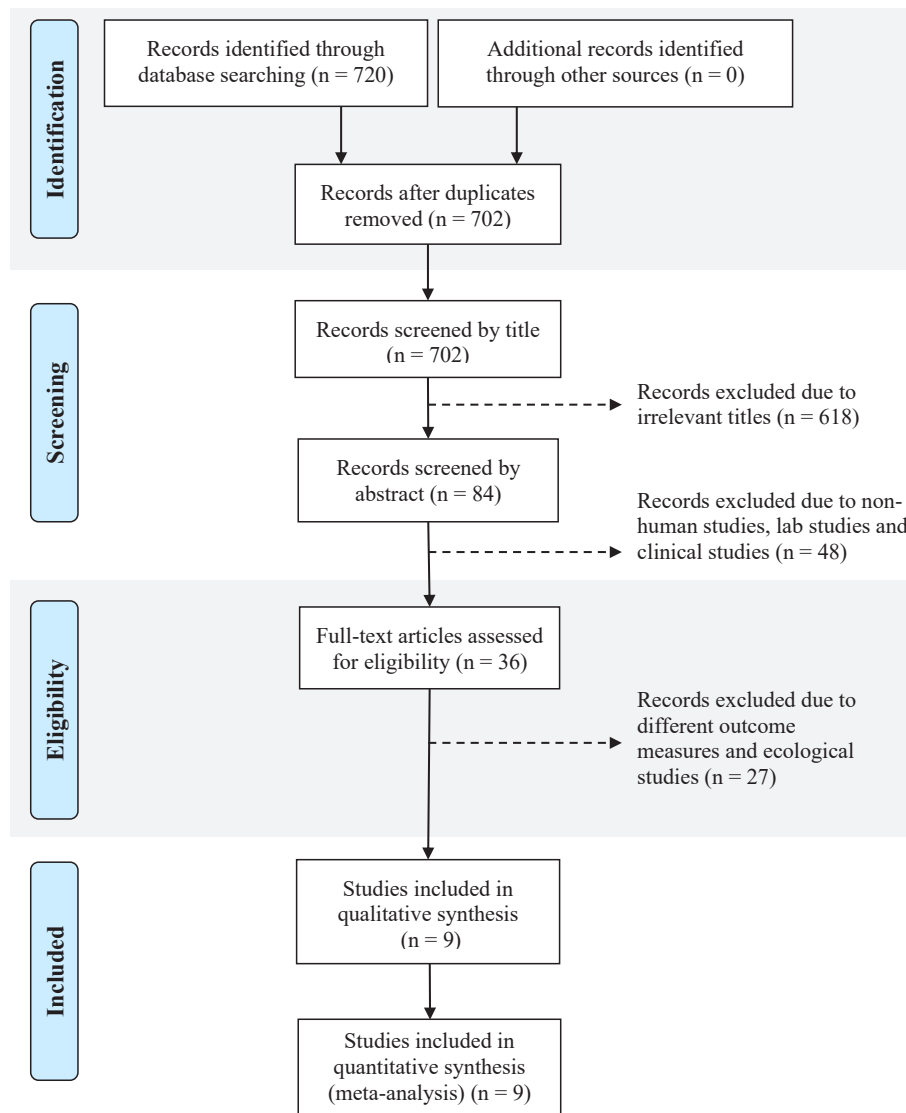 Identification
Records identified through
database searching (n = 720)
Additional records identified
through other sources (n = 0)
Records after duplicates
removed (n = 702)
Screening
Records screened by title
(n = 702)
Records excluded due to
irrelevant titles (n = 618)
Records screened by
abstract (n = 84)
Records excluded due to non-
human studies, lab studies and
clinical studies (n = 48)
Eligibility
Full-text articles assessed
for eligibility (n = 36)
Records excluded due to
different outcome
measures and ecological
studies (n = 27)
Included
Studies included in
qualitative synthesis
(n = 9)
Studies included in
quantitative synthesis
(meta-analysis) (n = 9)